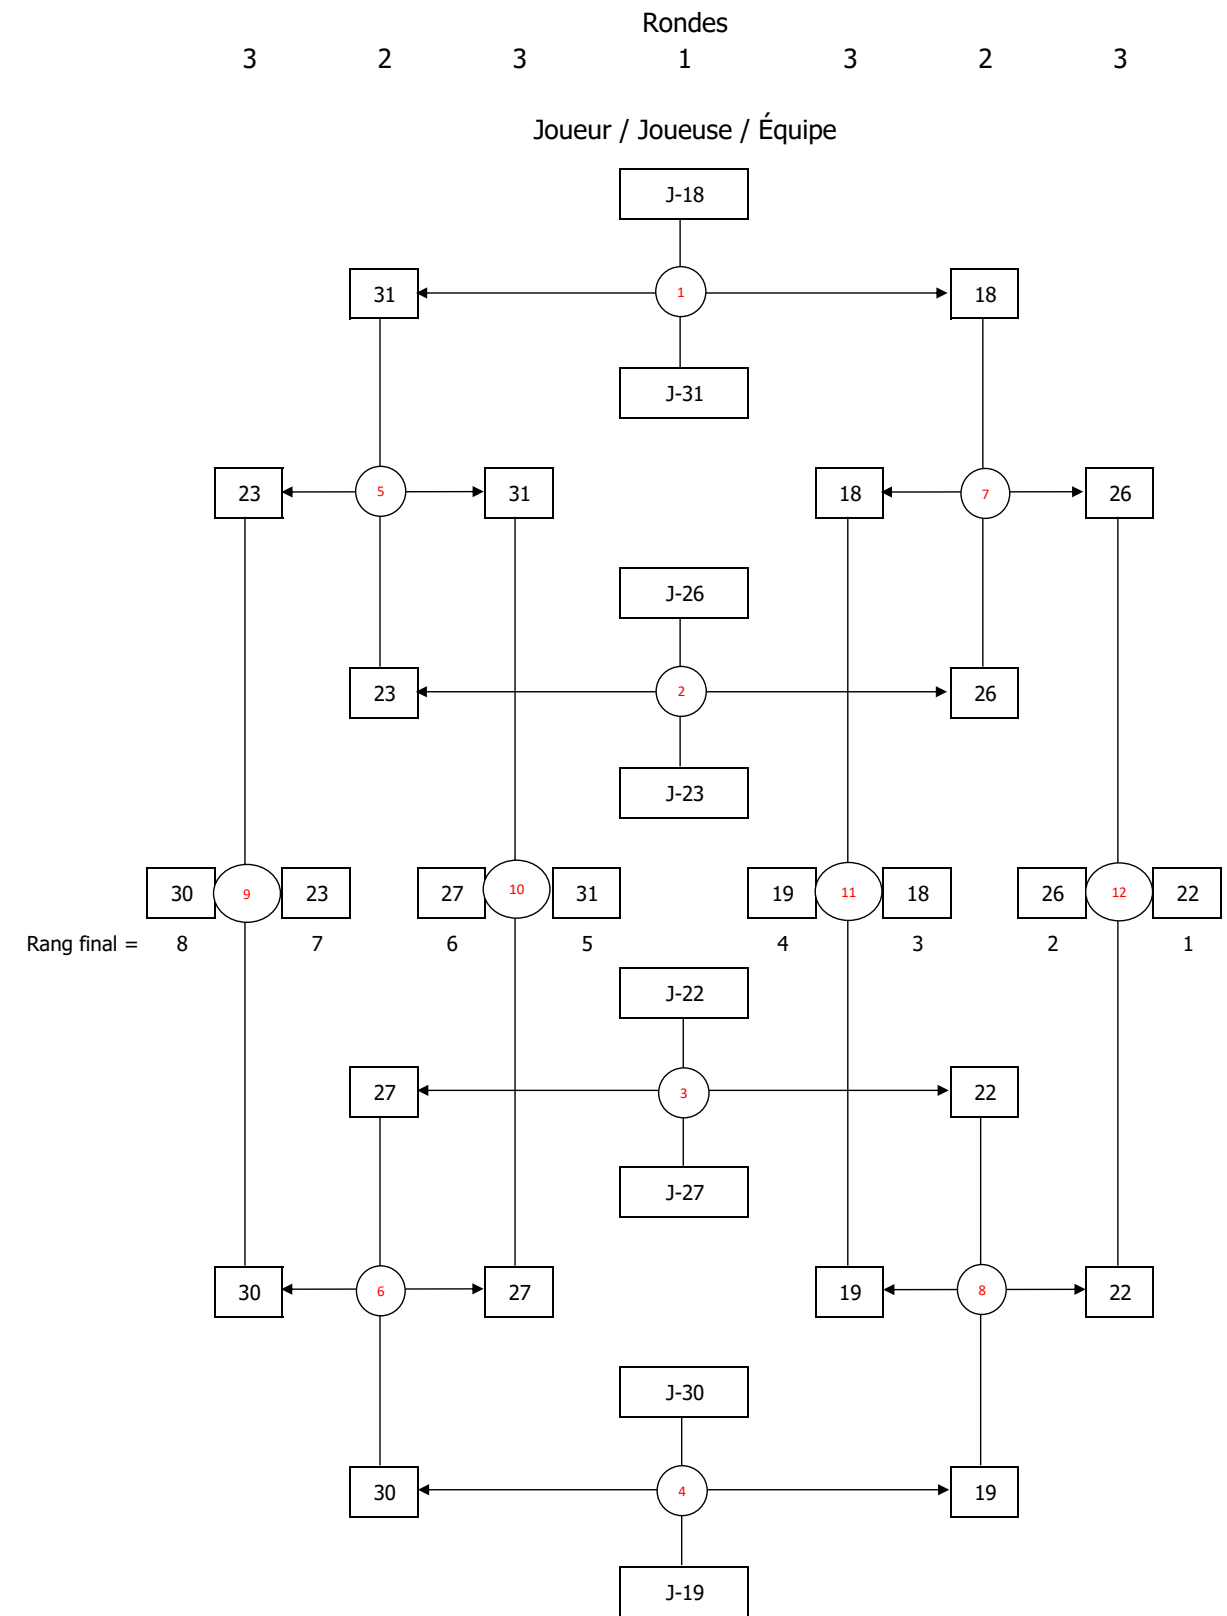 Rondes
3 2 3 1 3 2 3
Joueur / Joueuse / Équipe
J-18
31 1 18
J-31
23 5 31 18 7 26
J-26
23 2 26
J-23
30 9 23 27 10 31 19 11 18 26 12 22
Rang final = 8 7 6 5 4 3 2 1
J-22
27 3 22
J-27
30 6 27 19 8 22
J-30
30 4 19
J-19